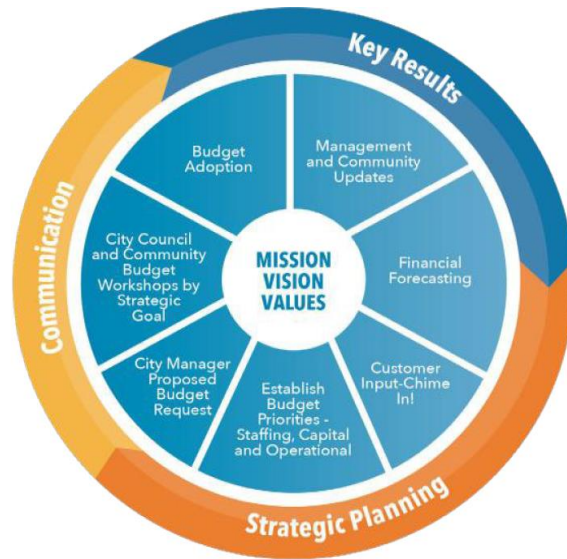 Key Results
Management
and Community
Updates
Financial
Forecasting
Customer
Input-Chime
In!
Establish
Budget
Priorities -
Staffing, Capital
and Operational
City Manager
Proposed
Budget
Request
City Council
and Community
Budget
Workshops by
Strategic
Goal
Budget
Adoption
MISSION
VISION
VALUES
Strategic Planning
Communication